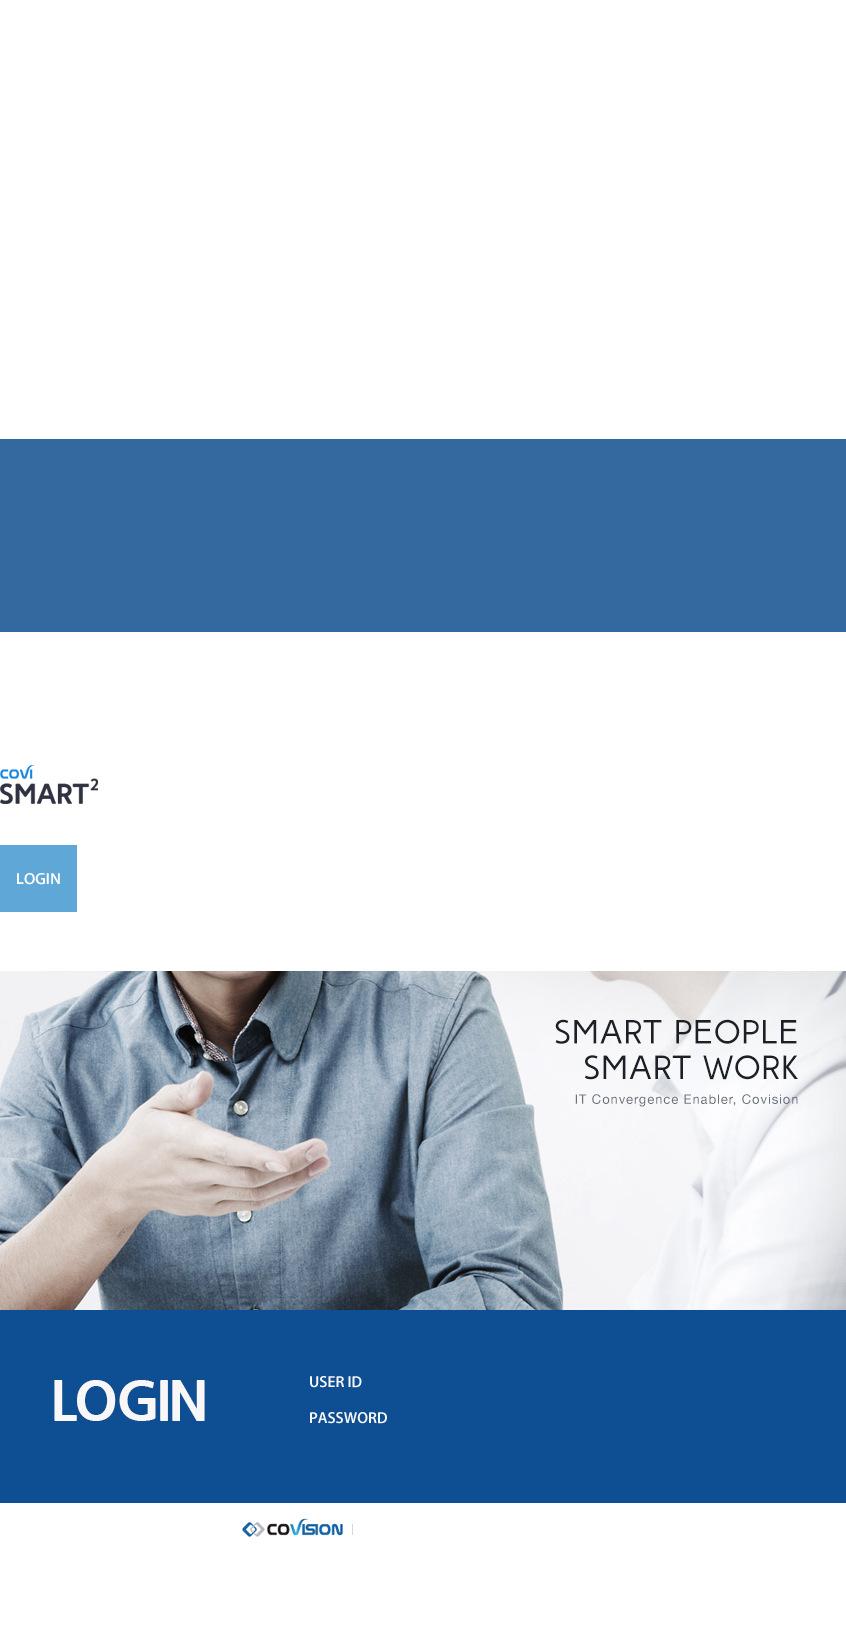 covi
SMART²
LOGIN
SMART PEOPLE
SMART WORK
IT Convergence Enabler, Covision
LOGIN
USER ID
PASSWORD
COVISION